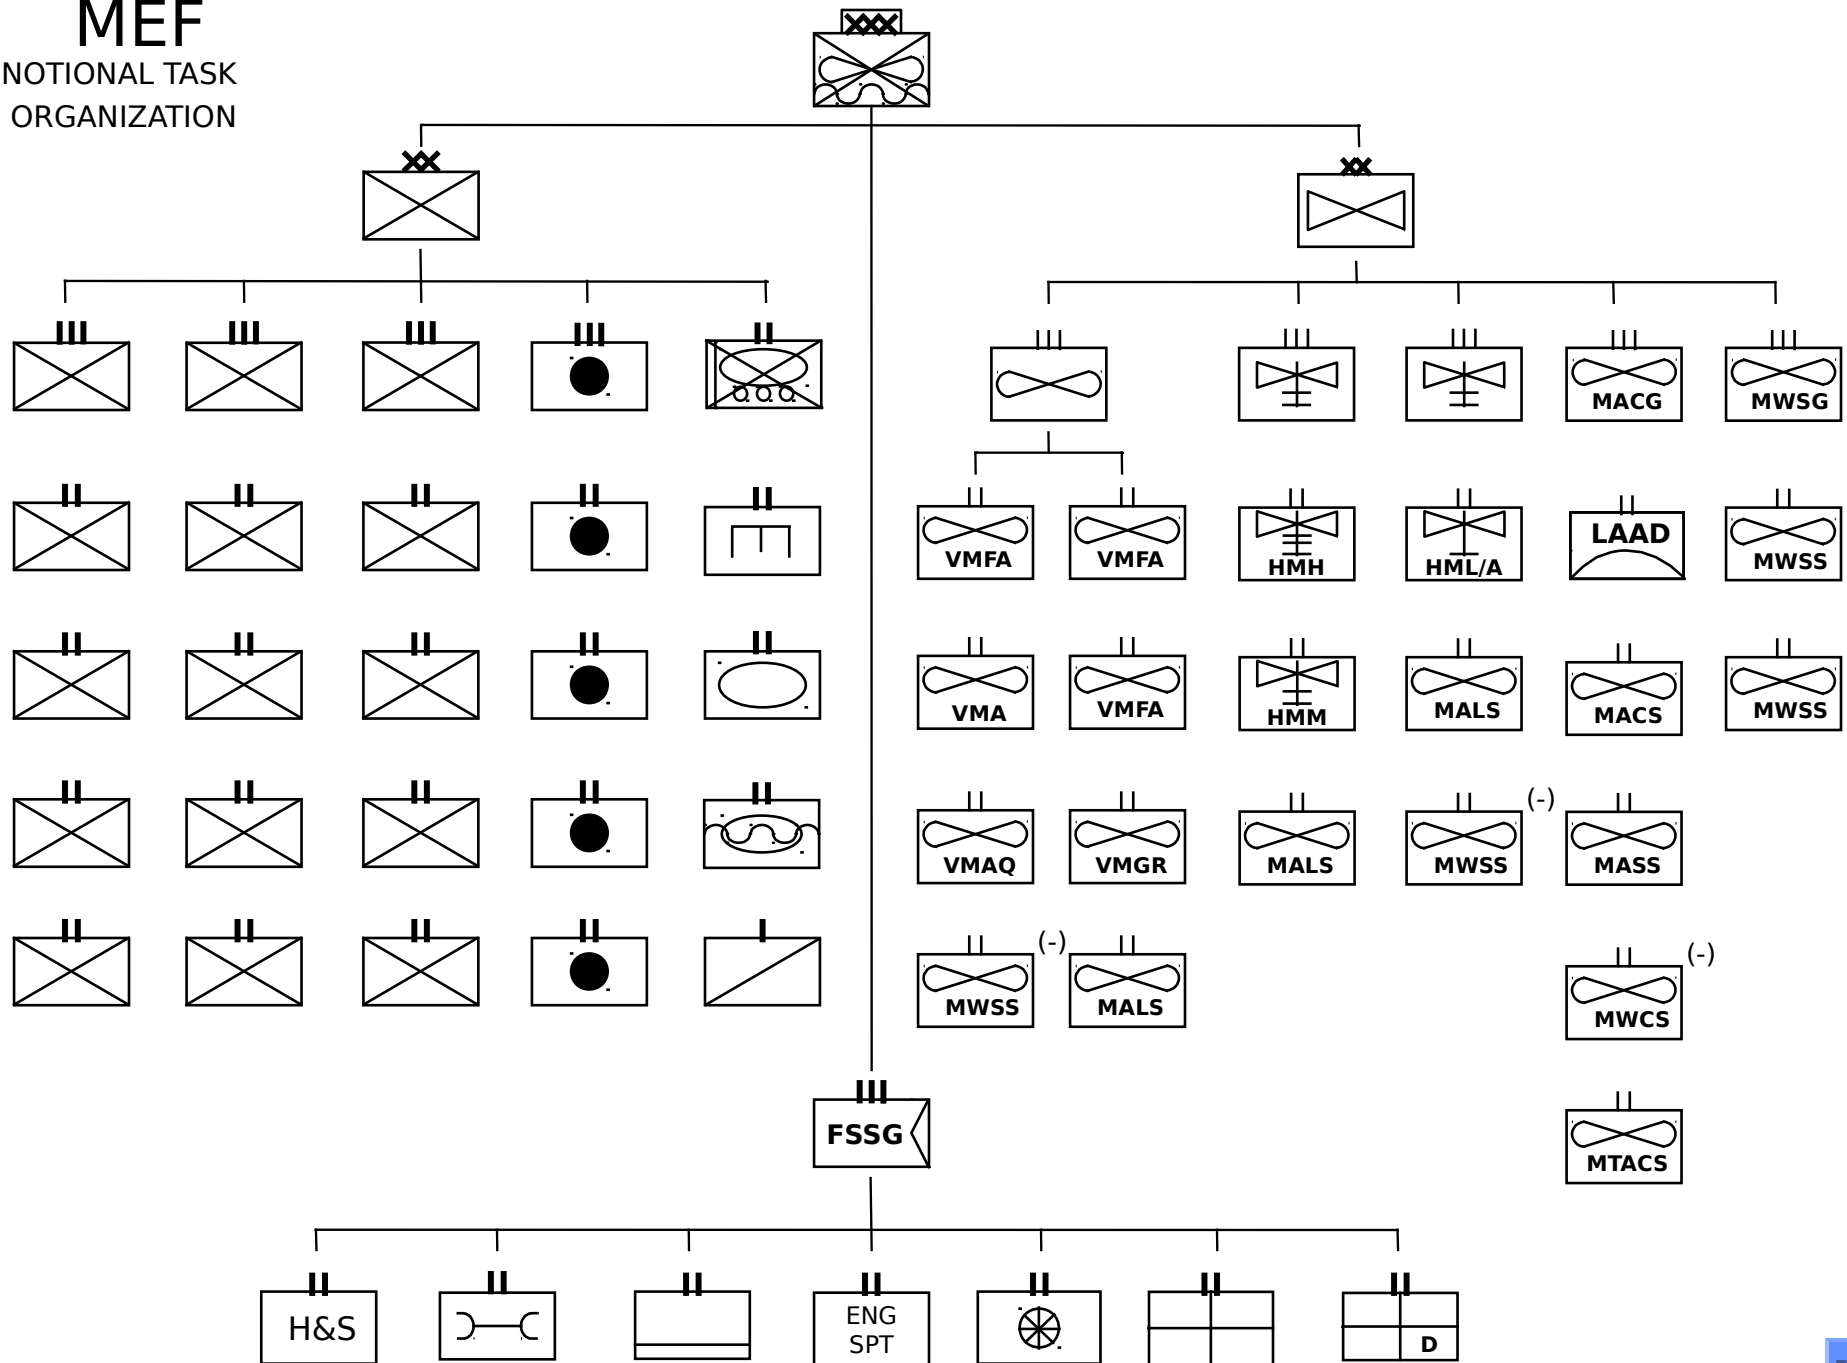 MEF
NOTIONAL TASK
ORGANIZATION
MACG
MWSG
VMFA
VMFA
HMH
HML/A
LAAD
MWSS
VMA
VMFA
HMM
MALS
MACS
MWSS
VMAQ
VMGR
MALS
MWSS
(-)
MASS
MWSS
(-)
MALS
MWCS
(-)
MTACS
FSSG
H&S
ENG
SPT
D